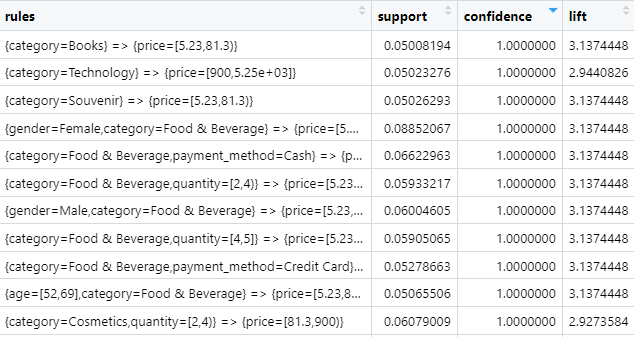 rules support confidence lift
{category=Books} => {price=[5.23,81.3)} 0.05008194 1.0000000 3.1374448
{category=Technology} => {price=[900,5.25e+03]} 0.05023276 1.0000000 2.9440826
{category=Souvenir} => {price=[5.23,81.3)} 0.05026293 1.0000000 3.1374448
{gender=Female,category=Food & Beverage} => {price=[5.... 0.08852067 1.0000000 3.1374448
{category=Food & Beverage,payment_method=Cash} => {p... 0.06622963 1.0000000 3.1374448
{category=Food & Beverage,quantity=[2,4)} => {price=[5.23... 0.05933217 1.0000000 3.1374448
{gender=Male,category=Food & Beverage} => {price=[5.23,... 0.06004605 1.0000000 3.1374448
{category=Food & Beverage,quantity=[4,5]} => {price=[5.23... 0.05905065 1.0000000 3.1374448
{category=Food & Beverage,payment_method=Credit Card}... 0.05278663 1.0000000 3.1374448
{age=[52,69],category=Food & Beverage} => {price=[5.23,8... 0.05065506 1.0000000 3.1374448
{category=Cosmetics,quantity=[2,4)} => {price=[81.3,900)} 0.06079009 1.0000000 2.9273584